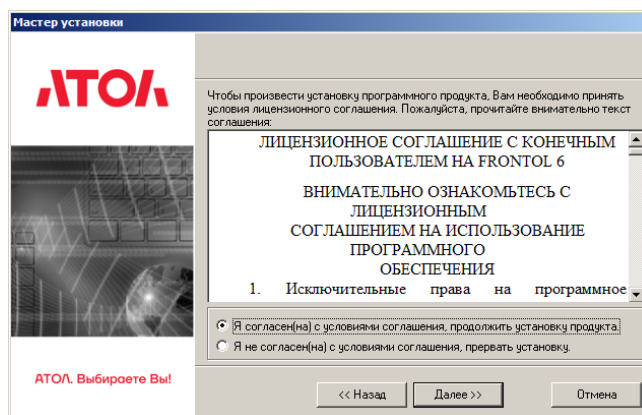 Мастер установки
АТОЛ
Чтобы произвести установку программного продукта, Вам необходимо принять
условия лицензионного соглашения. Пожалуйста, прочитайте внимательно текст
соглашения:
ЛИЦЕНЗИОННОЕ СОГЛАШЕНИЕ С КОНЕЧНЫМ
ПОЛЬЗОВАТЕЛЕМ НА FRONTOL 6
ВНИМАТЕЛЬНО ОЗНАКОМЬТЕСЬ С
ЛИЦЕНЗИОННЫМ
СОГЛАШЕНИЕМ НА ИСПОЛЬЗОВАНИЕ
ПРОГРАММНОГО
ОБЕСПЕЧЕНИЯ
1. Исключительные права на программное
Я согласен(на) с условиями соглашения, продолжить установку продукта.
Я не согласен(на) с условиями соглашения, прервать установку.
АТОЛ. Выбираете Вы!
<< Назад
Далее >>
Отмена